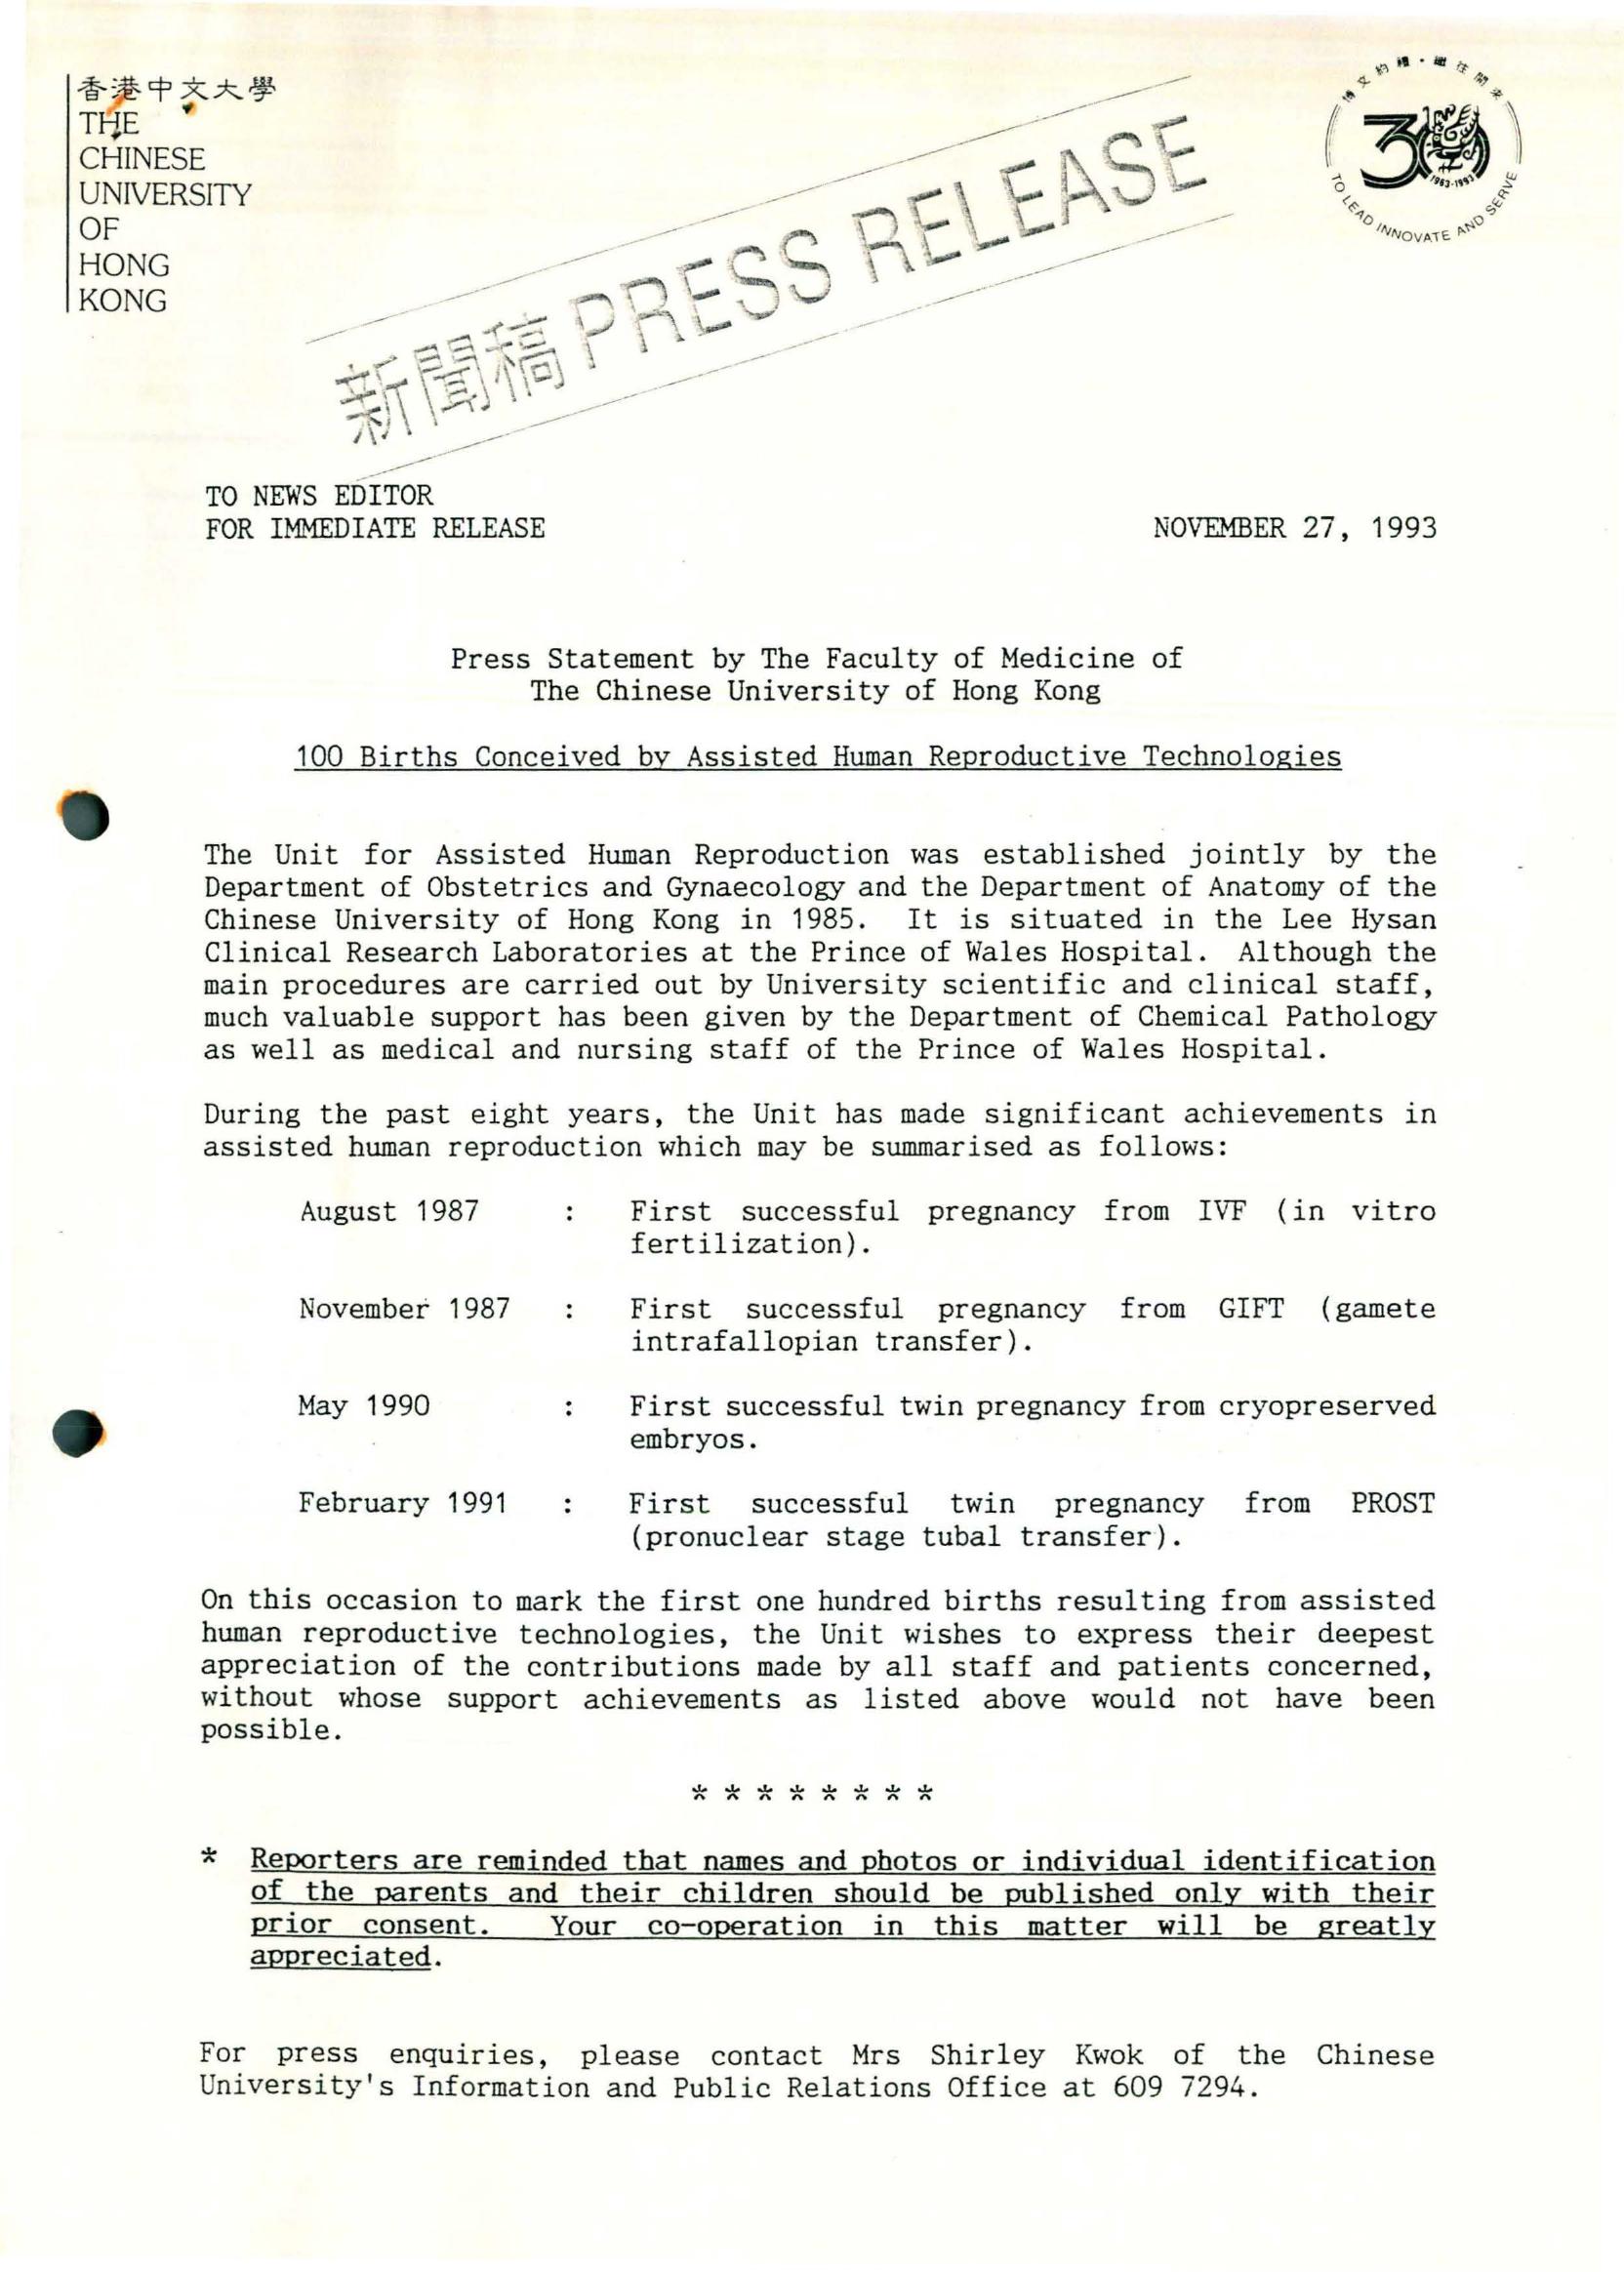 香港中文大學
THE
CHINESE
UNIVERSITY
OF
HONG
KONG
博文約禮·繼往開來
30
1963-1993
TO LEAD INNOVATE AND SERVE
新聞稿 PRESS RELEASE
TO NEWS EDITOR
FOR IMMEDIATE RELEASE
NOVEMBER 27, 1993
Press Statement by The Faculty of Medicine of
The Chinese University of Hong Kong
100 Births Conceived by Assisted Human Reproductive Technologies
The Unit for Assisted Human Reproduction was established jointly by the
Department of Obstetrics and Gynaecology and the Department of Anatomy of the
Chinese University of Hong Kong in 1985. It is situated in the Lee Hysan
Clinical Research Laboratories at the Prince of Wales Hospital. Although the
main procedures are carried out by University scientific and clinical staff,
much valuable support has been given by the Department of Chemical Pathology
as well as medical and nursing staff of the Prince of Wales Hospital.
During the past eight years, the Unit has made significant achievements in
assisted human reproduction which may be summarised as follows:
August 1987 : First successful pregnancy from IVF (in vitro
fertilization).
November 1987 : First successful pregnancy from GIFT (gamete
intrafallopian transfer).
May 1990 : First successful twin pregnancy from cryopreserved
embryos.
February 1991 : First successful twin pregnancy from PROST
(pronuclear stage tubal transfer).
On this occasion to mark the first one hundred births resulting from assisted
human reproductive technologies, the Unit wishes to express their deepest
appreciation of the contributions made by all staff and patients concerned,
without whose support achievements as listed above would not have been
possible.
* * * * * * * *
* Reporters are reminded that names and photos or individual identification
of the parents and their children should be published only with their
prior consent. Your co-operation in this matter will be greatly
appreciated.
For press enquiries, please contact Mrs Shirley Kwok of the Chinese
University's Information and Public Relations Office at 609 7294.